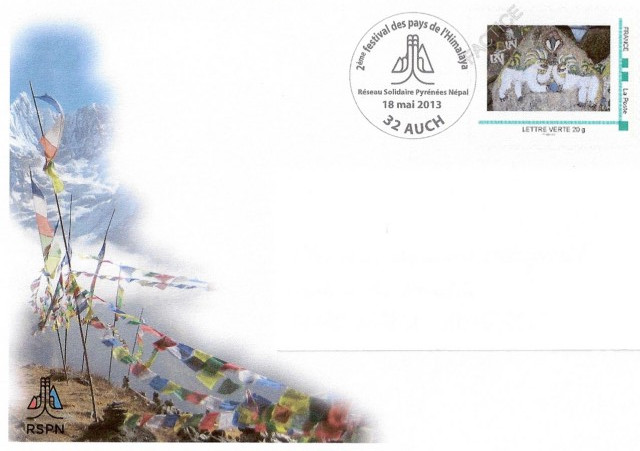 2ème festival des pays de l'Himalaya
Réseau Solidaire Pyrénées Népal
18 mai 2013
32 AUCH
FRANCE
La Poste
LETTRE VERTE 20 g
RSPN